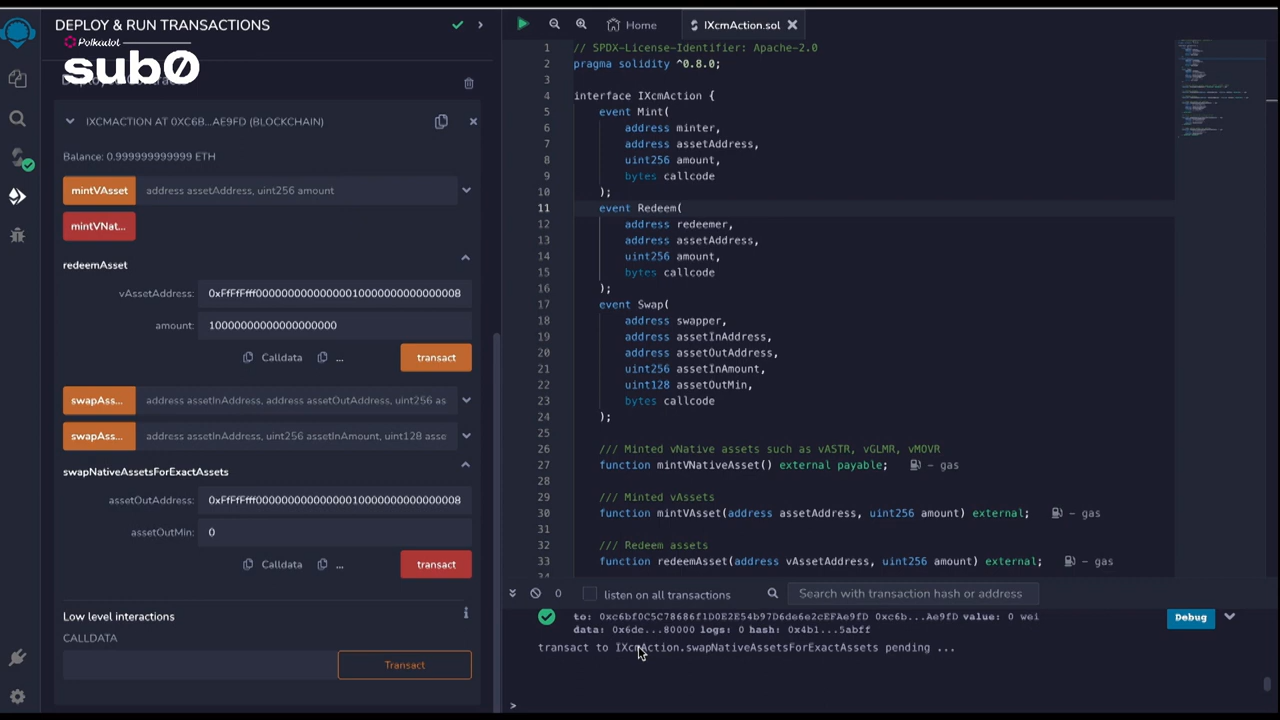 DEPLOY & RUN TRANSACTIONS
Polkadot
sub0
IXCMACTION AT 0XC6B...AE9FD (BLOCKCHAIN)
Balance: 0.999999999999 ETH
mintVAsset address assetAddress, uint256 amount
mintVNat...
redeemAsset
vAssetAddress: 0xFfFfFfff0000000000000000100000000000000008
amount: 10000000000000000000
Calldata ... transact
swapAss... address assetInAddress, address assetOutAddress, uint256 as
swapAss... address assetInAddress, uint256 assetInAmount, uint128 asse
swapNativeAssetsForExactAssets
assetOutAddress: 0xFfFfFfff0000000000000000100000000000000008
assetOutMin: 0
Calldata ... transact
Low level interactions i
CALLDATA
Transact
Home IXcmAction.sol
1 // SPDX-License-Identifier: Apache-2.0
2 pragma solidity ^0.8.0;
3
4 interface IXcmAction {
5 event Mint(
6 address minter,
7 address assetAddress,
8 uint256 amount,
9 bytes callcode
10 );
11 event Redeem(
12 address redeemer,
13 address assetAddress,
14 uint256 amount,
15 bytes callcode
16 );
17 event Swap(
18 address swapper,
19 address assetInAddress,
20 address assetOutAddress,
21 uint256 assetInAmount,
22 uint128 assetOutMin,
23 bytes callcode
24 );
25
26 /// Minted vNative assets such as vASTR, vGLMR, vMOVR
27 function mintVNativeAsset() external payable; - gas
28
29 /// Minted vAssets
30 function mintVAsset(address assetAddress, uint256 amount) external; - gas
31
32 /// Redeem assets
33 function redeemAsset(address vAssetAddress, uint256 amount) external; - gas
34
0 listen on all transactions Search with transaction hash or address
to: 0xc6bf0C5C78686f1D0E2E54b97D6de6e2cEFAe9fD 0xc6b...Ae9fD value: 0 wei
data: 0x6de...80000 logs: 0 hash: 0x4b1...5abff
Debug
transact to IXcmAction.swapNativeAssetsForExactAssets pending ...
>